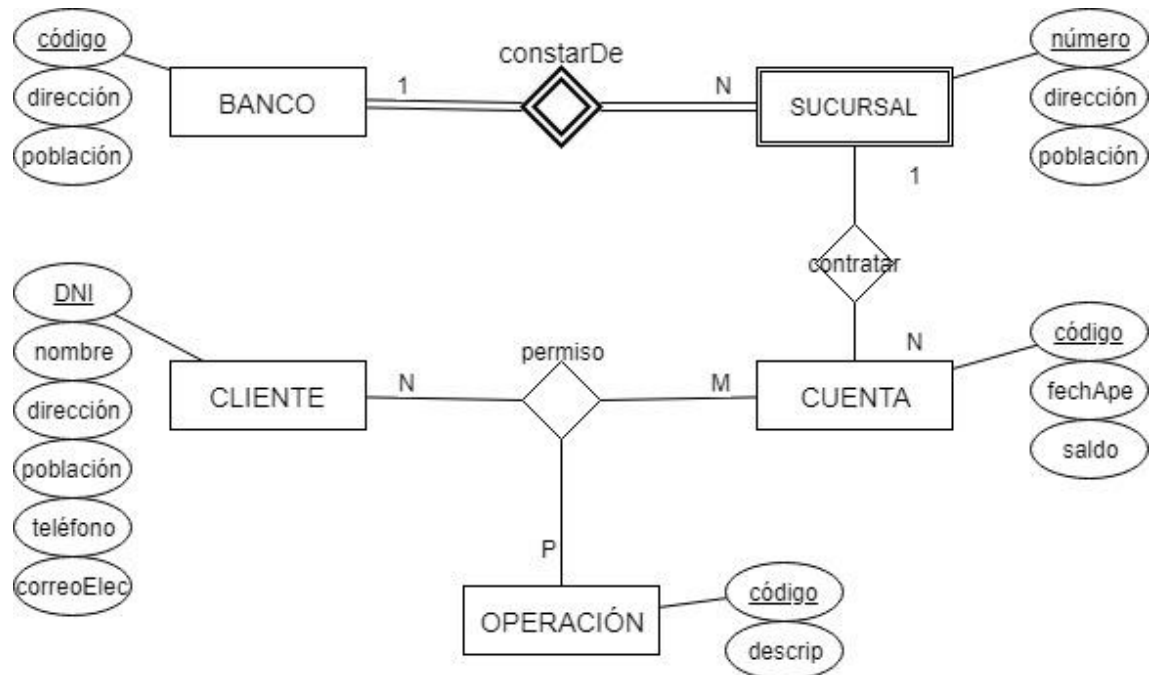 código
dirección
población
BANCO
1
constarDe
N
SUCURSAL
número
dirección
población
1
contratar
N
DNI
nombre
dirección
población
teléfono
correoElec
CLIENTE
N
permiso
M
CUENTA
código
fechApe
saldo
P
OPERACIÓN
código
descrip